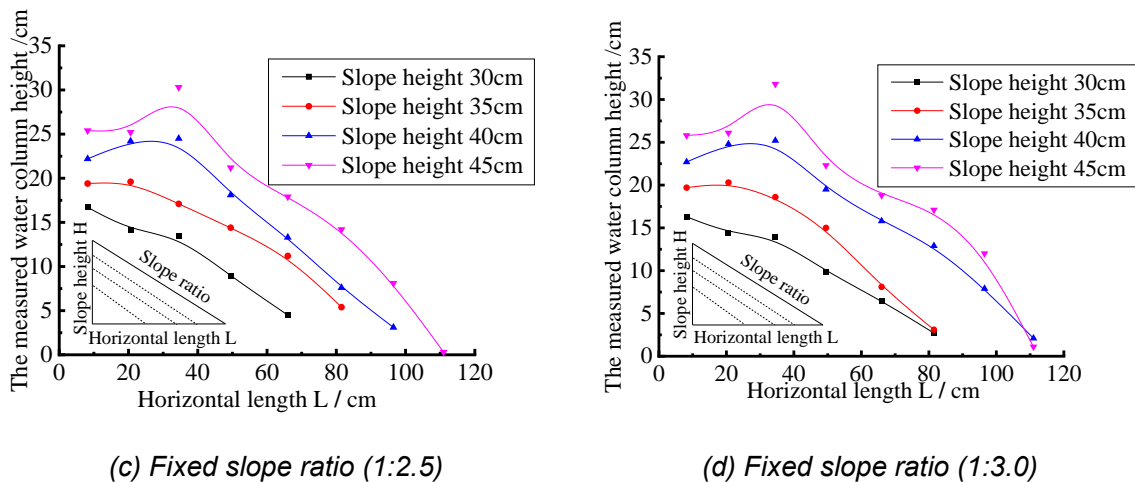 The measured water column height /cm
35
30
25
20
15
10
5
0
0 20 40 60 80 100 120
Horizontal length L / cm
Slope height 30cm
Slope height 35cm
Slope height 40cm
Slope height 45cm
Slope height H
Slope ratio
Horizontal length L
(c) Fixed slope ratio (1:2.5)
The measured water column height /cm
35
30
25
20
15
10
5
0
0 20 40 60 80 100 120
Horizontal length L / cm
Slope height 30cm
Slope height 35cm
Slope height 40cm
Slope height 45cm
Slope height H
Slope ratio
Horizontal length L
(d) Fixed slope ratio (1:3.0)